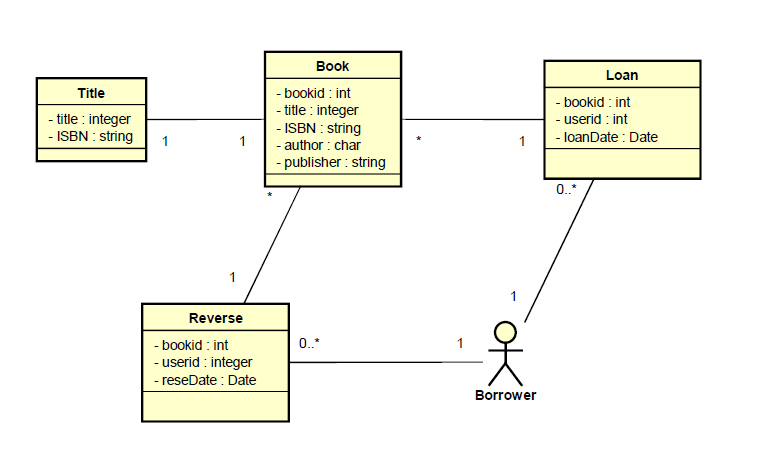 Title
- title : integer
- ISBN : string
Book
- bookid : int
- title : integer
- ISBN : string
- author : char
- publisher : string
Loan
- bookid : int
- userid : int
- loanDate : Date
1
1
*
1
*
0..*
1
1
Reverse
- bookid : int
- userid : integer
- reseDate : Date
0..*
1
Borrower